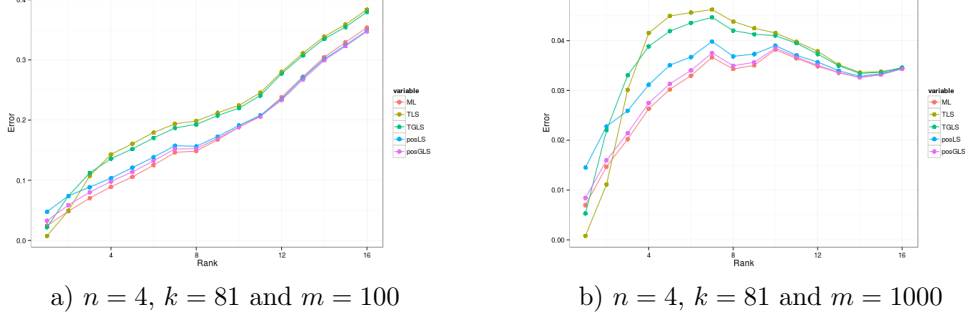 0.4
0.3
0.2
0.1
0.0
Error
4
8
12
16
Rank
variable
ML
TLS
TGLS
posLS
posGLS
a) n = 4, k = 81 and m = 100
0.04
0.03
0.02
0.01
0.00
Error
4
8
12
16
Rank
variable
ML
TLS
TGLS
posLS
posGLS
b) n = 4, k = 81 and m = 1000